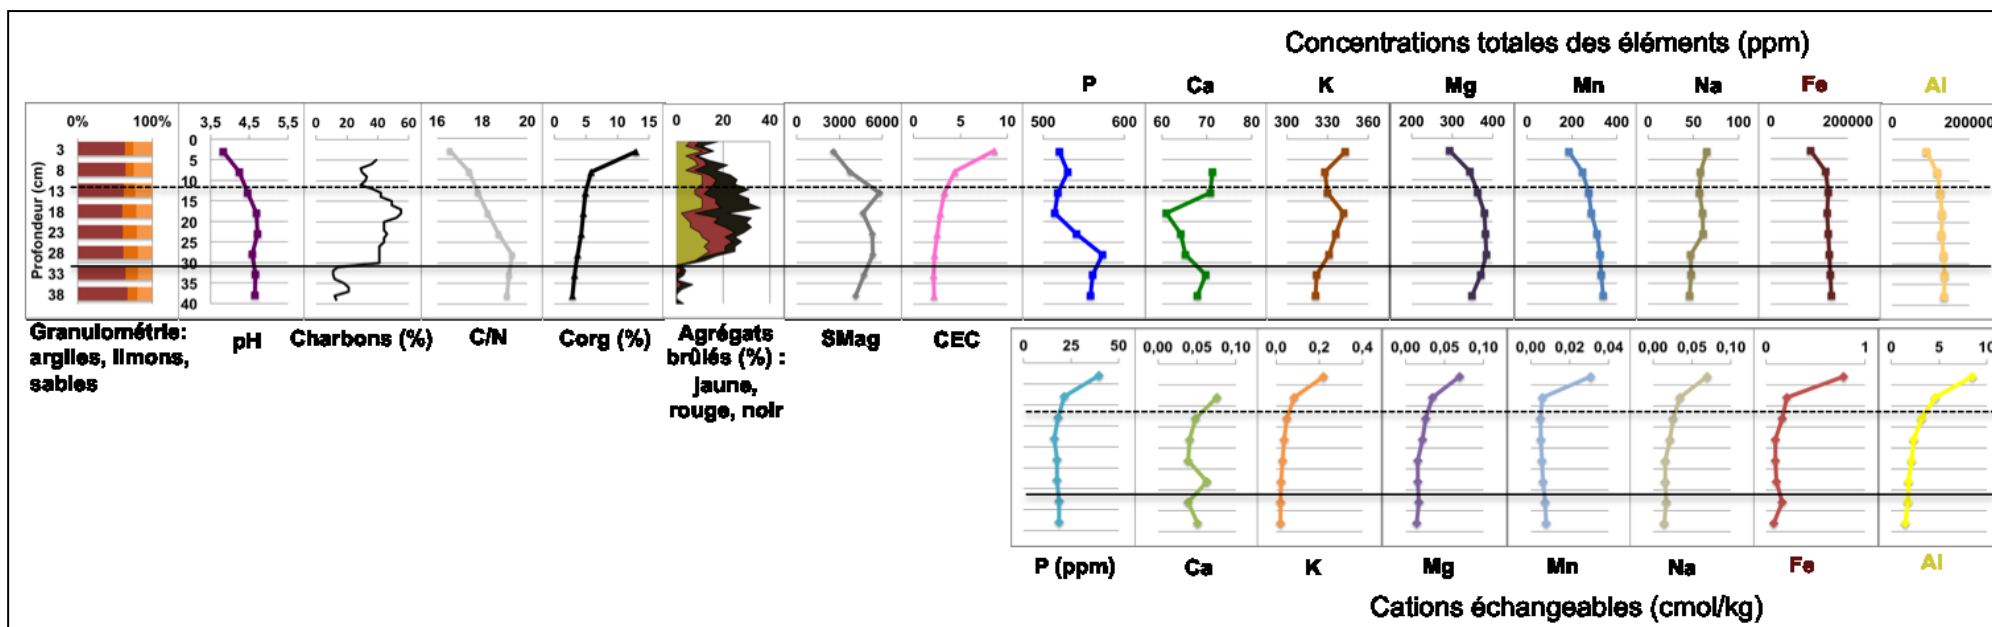 Concentrations totales des éléments (ppm)
P Ca K Mg Mn Na Fe Al
0% 100% 3,5 4,5 5,5 0 20 40 60 16 18 20 0 5 10 15 0 20 40 0 3000 6000 0 5 10 500 600 60 70 80 300 330 360 200 300 400 0 200 400 0 50 100 0 200000 0 200000
Profondeur (cm)
3 0
8 5
10
13 15
18 20
23 25
28 30
33 35
38 40
Granulométrie:
argiles, limons,
sables
pH
Charbons (%)
C/N
Corg (%)
Agrégats
brûlés (%) :
jaune,
rouge, noir
SMag
CEC
0 25 50 0,00 0,05 0,10 0,0 0,2 0,4 0,00 0,05 0,10 0,00 0,02 0,04 0,00 0,05 0,10 0 1 0 5 10
P (ppm) Ca K Mg Mn Na Fe Al
Cations échangeables (cmol/kg)